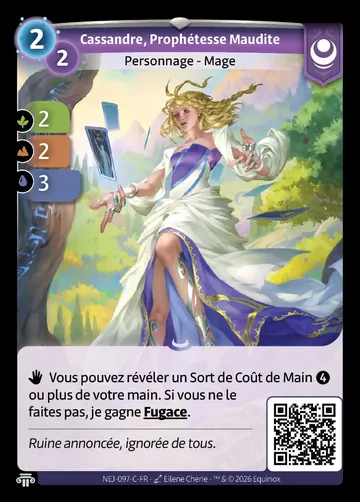 2
Cassandre, Prophétesse Maudite
2
Personnage - Mage
2
2
3
Vous pouvez révéler un Sort de Coût de Main 4
ou plus de votre main. Si vous ne le
faites pas, je gagne Fugace.
Ruine annoncée, ignorée de tous.
NEJ-097-C-FR - Eilene Cherie - ™ & © 2026 Equinox